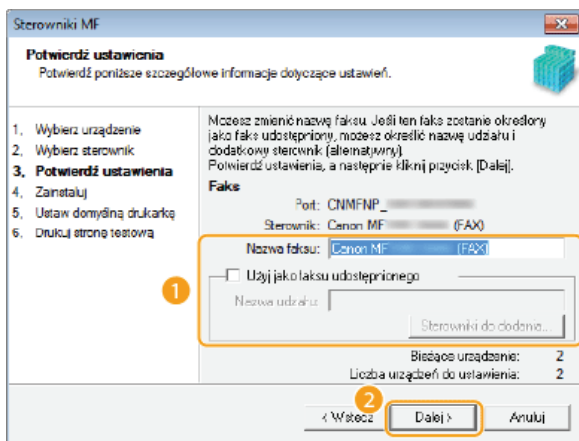 Sterowniki MF
Potwierdź ustawienia
Potwierdź poniższe szczegółowe informacje dotyczące ustawień.
1. Wybierz urządzenie
2. Wybierz sterownik
3. Potwierdź ustawienia
4. Zainstaluj
5. Ustaw domyślną drukarkę
6. Drukuj stronę testową
Możesz zmienić nazwę faksu. Jeśli ten faks zostanie określony
jako faks udostępniony, możesz określić nazwę udziału i
dodatkowy sterownik (alternatywny).
Potwierdź ustawienia, a następnie kliknij przycisk [Dalej].
Faks
Port: CNMFNP_
Sterownik: Canon MF (FAX)
Nazwa faksu: Canon MF (FAX)
1
Użyj jako faksu udostępnionego
Nazwa udziału:
Sterowniki do dodania...
Bieżące urządzenie: 2
Liczba urządzeń do ustawienia: 2
2
< Wstecz Dalej > Anuluj